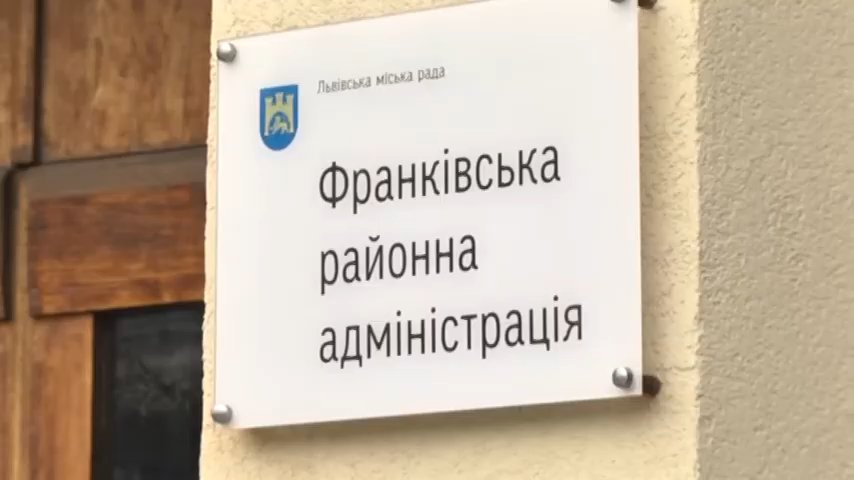 Львівська міська рада
Франківська
районна
адміністрація